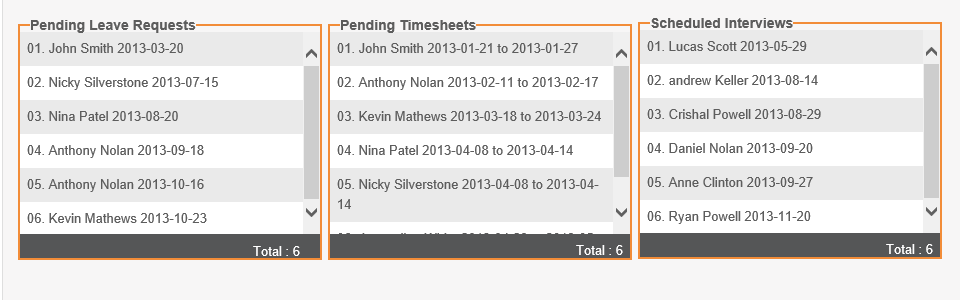 Pending Leave Requests
01. John Smith 2013-03-20
02. Nicky Silverstone 2013-07-15
03. Nina Patel 2013-08-20
04. Anthony Nolan 2013-09-18
05. Anthony Nolan 2013-10-16
06. Kevin Mathews 2013-10-23
Total : 6
Pending Timesheets
01. John Smith 2013-01-21 to 2013-01-27
02. Anthony Nolan 2013-02-11 to 2013-02-17
03. Kevin Mathews 2013-03-18 to 2013-03-24
04. Nina Patel 2013-04-08 to 2013-04-14
05. Nicky Silverstone 2013-04-08 to 2013-04-
14
Total : 6
Scheduled Interviews
01. Lucas Scott 2013-05-29
02. andrew Keller 2013-08-14
03. Crishal Powell 2013-08-29
04. Daniel Nolan 2013-09-20
05. Anne Clinton 2013-09-27
06. Ryan Powell 2013-11-20
Total : 6